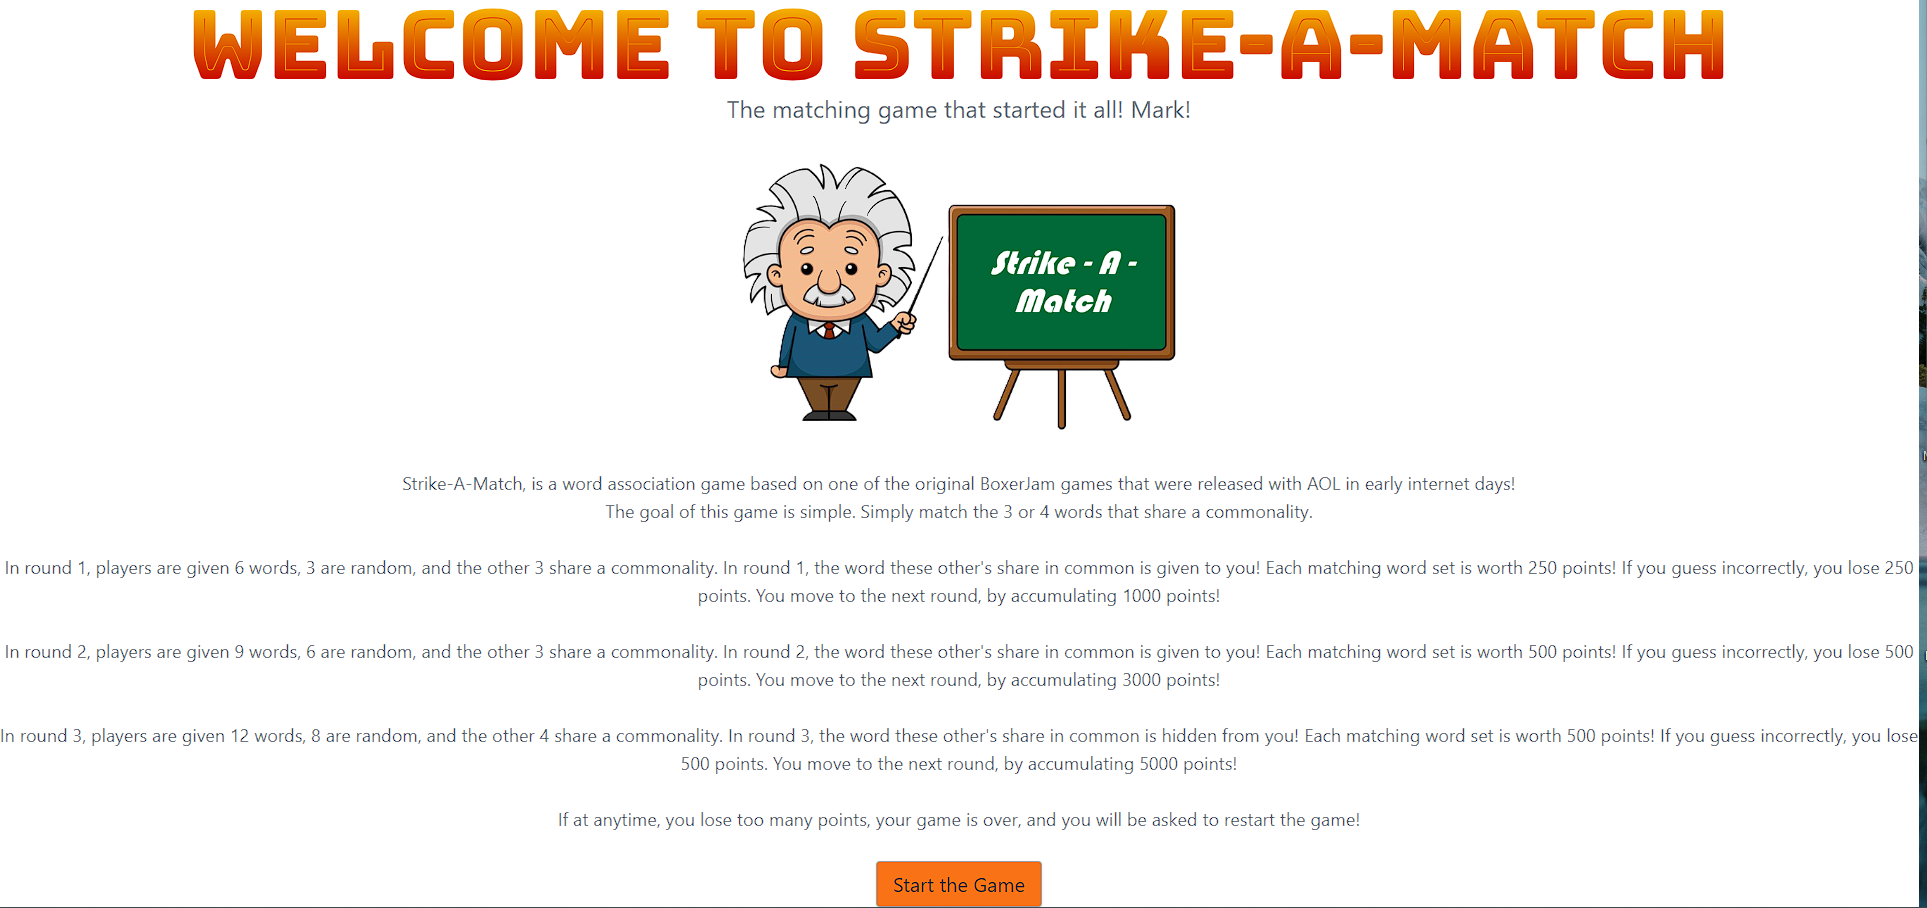 WELCOME TO STRIKE-A-MATCH
The matching game that started it all! Mark!
Strike - A -
Match
Strike-A-Match, is a word association game based on one of the original BoxerJam games that were released with AOL in early internet days!
The goal of this game is simple. Simply match the 3 or 4 words that share a commonality.
In round 1, players are given 6 words, 3 are random, and the other 3 share a commonality. In round 1, the word these other's share in common is given to you! Each matching word set is worth 250 points! If you guess incorrectly, you lose 250
points. You move to the next round, by accumulating 1000 points!
In round 2, players are given 9 words, 6 are random, and the other 3 share a commonality. In round 2, the word these other's share in common is given to you! Each matching word set is worth 500 points! If you guess incorrectly, you lose 500
points. You move to the next round, by accumulating 3000 points!
In round 3, players are given 12 words, 8 are random, and the other 4 share a commonality. In round 3, the word these other's share in common is hidden from you! Each matching word set is worth 500 points! If you guess incorrectly, you lose
500 points. You move to the next round, by accumulating 5000 points!
If at anytime, you lose too many points, your game is over, and you will be asked to restart the game!
Start the Game